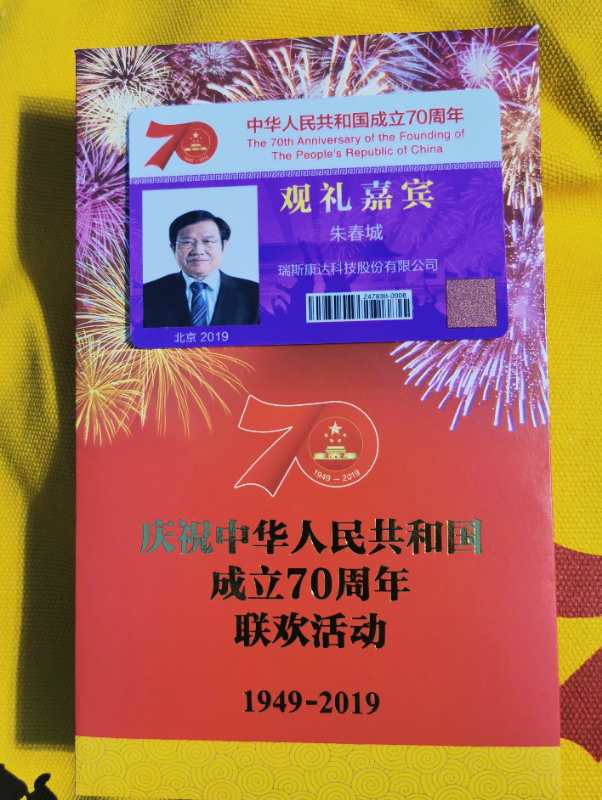 70
中华人民共和国成立70周年
The 70th Anniversary of the Founding of
The People's Republic of China
观礼嘉宾
朱春城
瑞斯康达科技股份有限公司
北京 2019
70
1949－2019
庆祝中华人民共和国
成立70周年
联欢活动
1949-2019